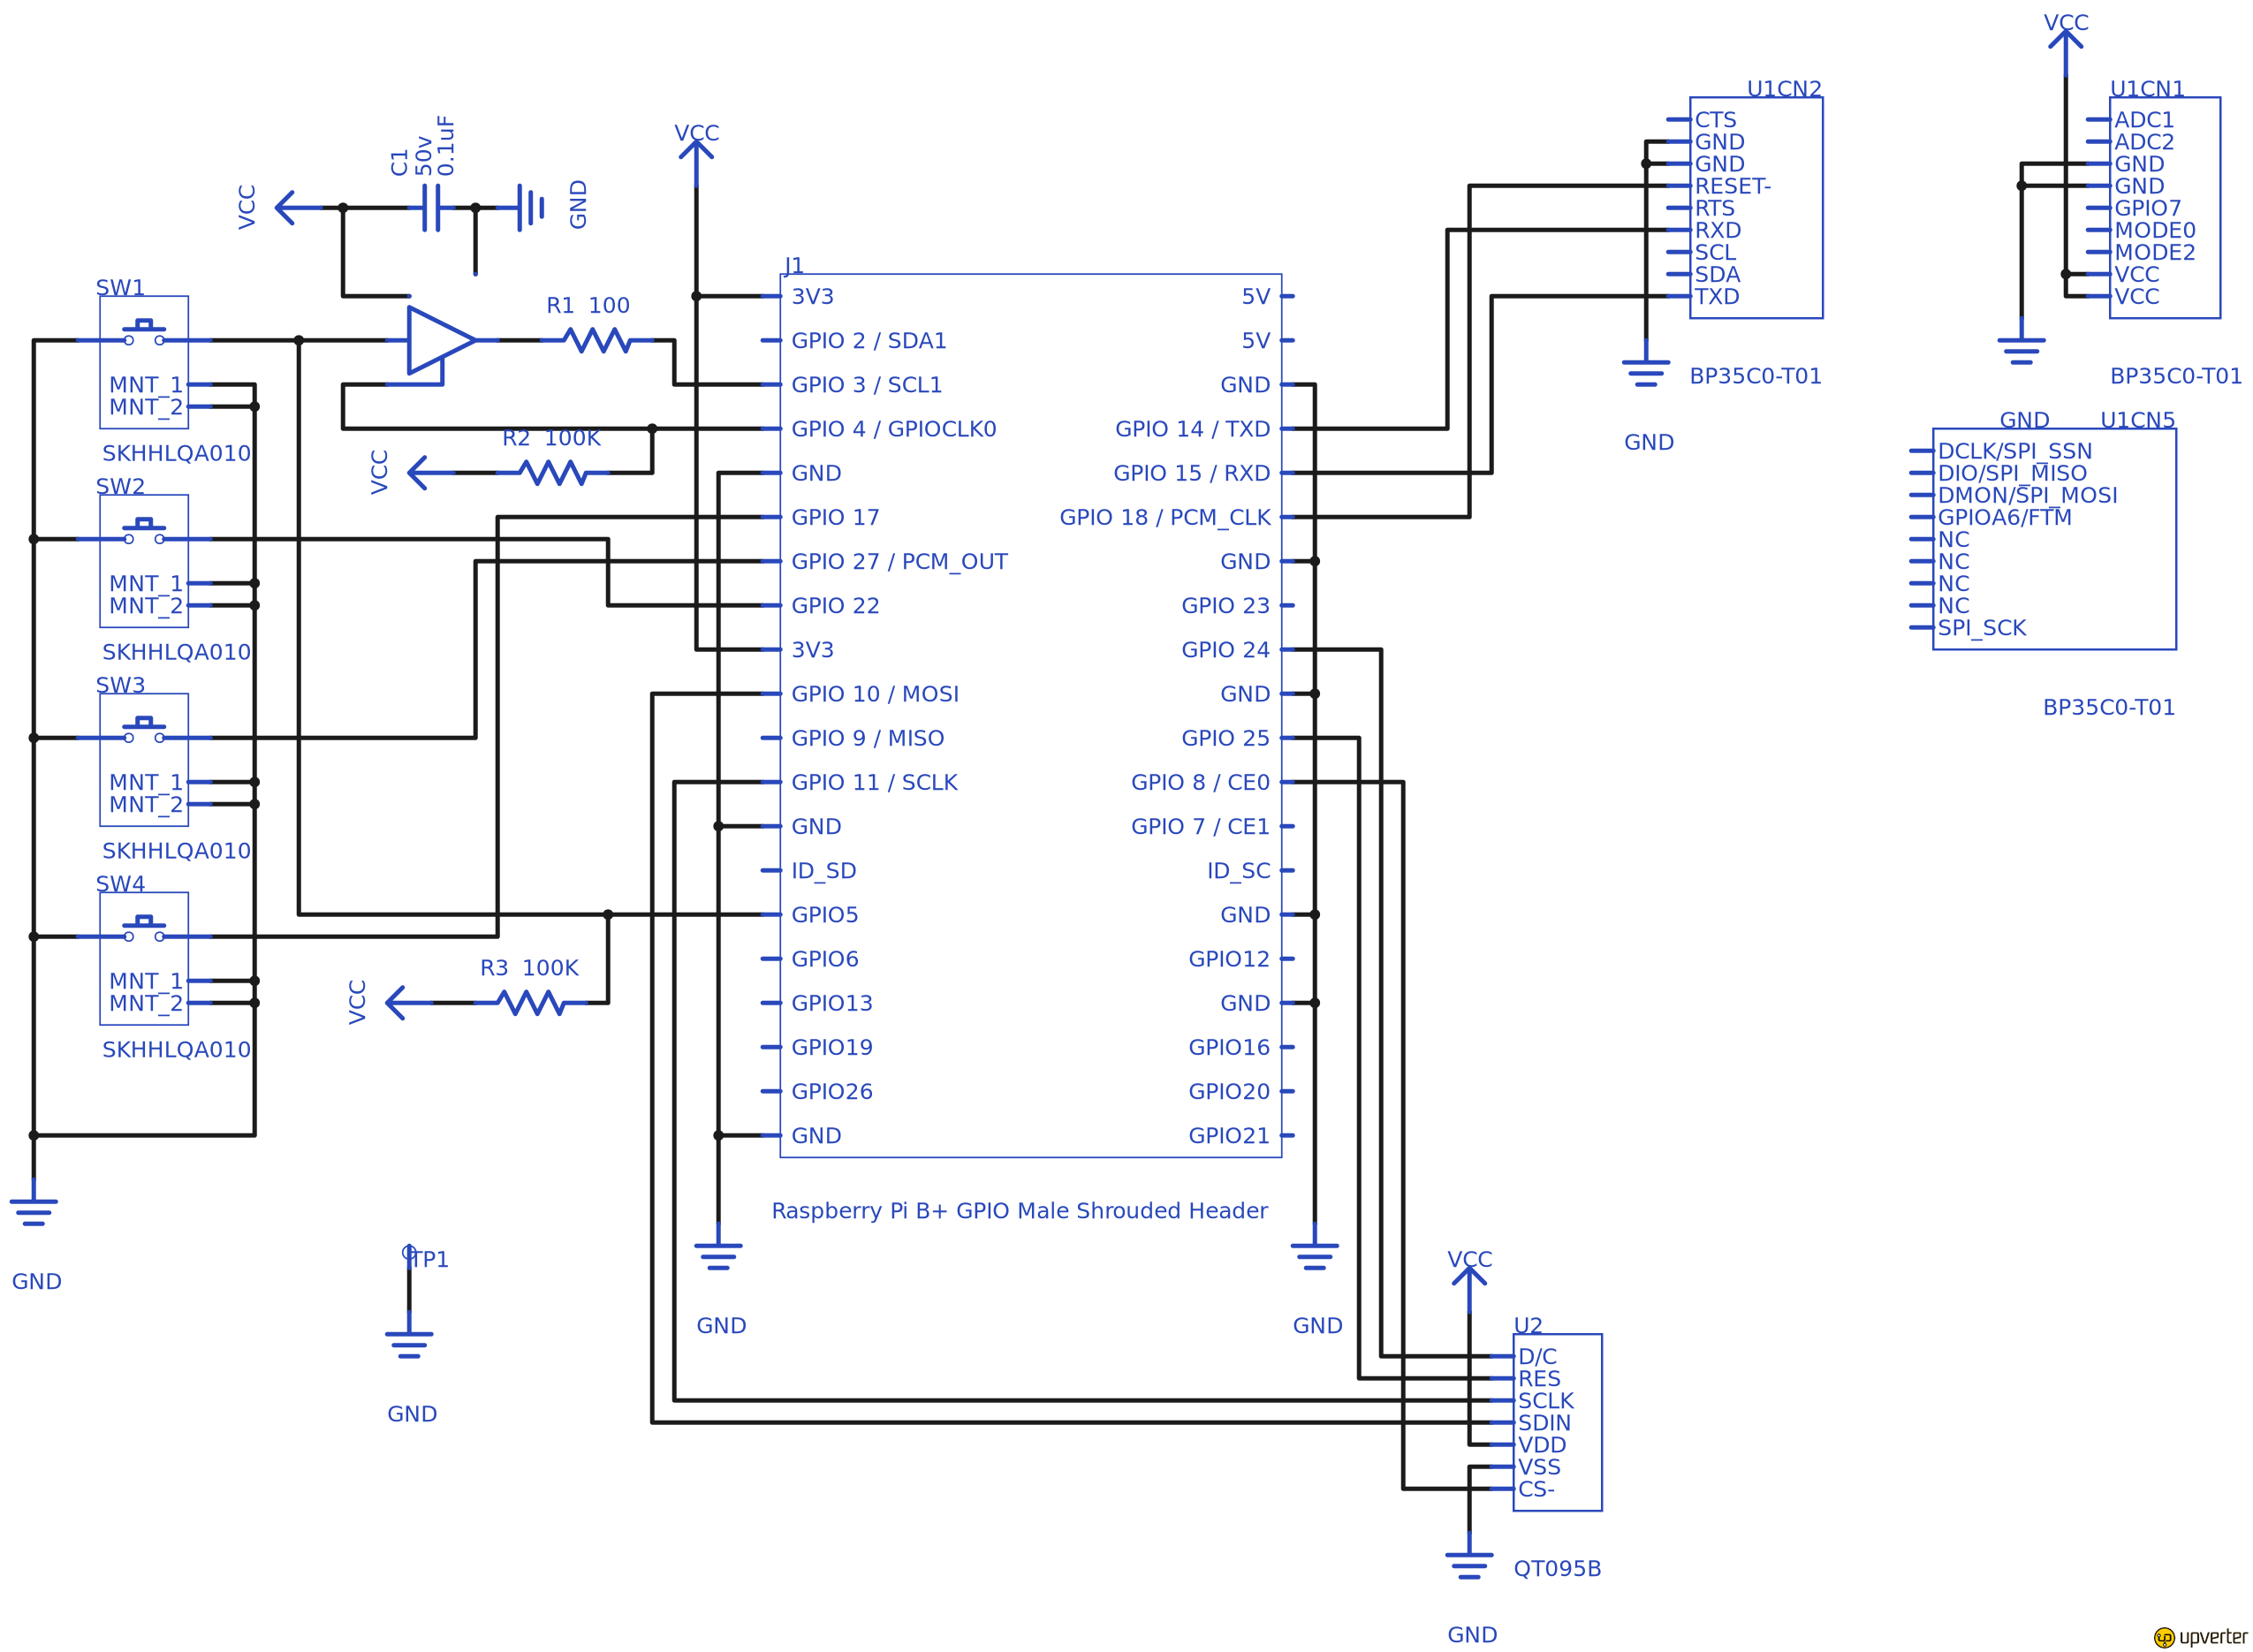 VCC
C1
50v
0.1uF
GND
R1 100
R2 100K
VCC
SW1
MNT_1
MNT_2
SKHHLQA010
SW2
MNT_1
MNT_2
SKHHLQA010
SW3
MNT_1
MNT_2
SKHHLQA010
SW4
MNT_1
MNT_2
SKHHLQA010
GND
VCC
R3 100K
TP1
GND
VCC
J1
3V3
GPIO 2 / SDA1
GPIO 3 / SCL1
GPIO 4 / GPIOCLK0
GND
GPIO 17
GPIO 27 / PCM_OUT
GPIO 22
3V3
GPIO 10 / MOSI
GPIO 9 / MISO
GPIO 11 / SCLK
GND
ID_SD
GPIO5
GPIO6
GPIO13
GPIO19
GPIO26
GND
5V
5V
GND
GPIO 14 / TXD
GPIO 15 / RXD
GPIO 18 / PCM_CLK
GND
GPIO 23
GPIO 24
GND
GPIO 25
GPIO 8 / CE0
GPIO 7 / CE1
ID_SC
GND
GPIO12
GND
GPIO16
GPIO20
GPIO21
Raspberry Pi B+ GPIO Male Shrouded Header
GND
GND
U1CN2
CTS
GND
GND
RESET-
RTS
RXD
SCL
SDA
TXD
BP35C0-T01
GND
VCC
U1CN1
ADC1
ADC2
GND
GND
GPIO7
MODE0
MODE2
VCC
VCC
BP35C0-T01
GND
U1CN5
DCLK/SPI_SSN
DIO/SPI_MISO
DMON/SPI_MOSI
GPIOA6/FTM
NC
NC
NC
NC
SPI_SCK
BP35C0-T01
VCC
U2
D/C
RES
SCLK
SDIN
VDD
VSS
CS-
QT095B
GND
upverter